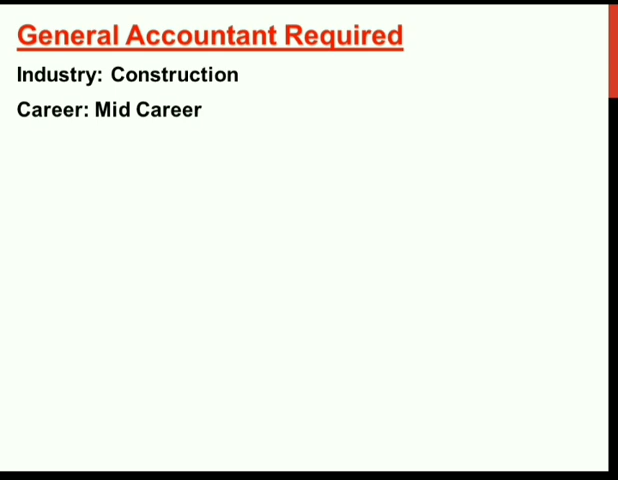 General Accountant Required
Industry: Construction
Career: Mid Career